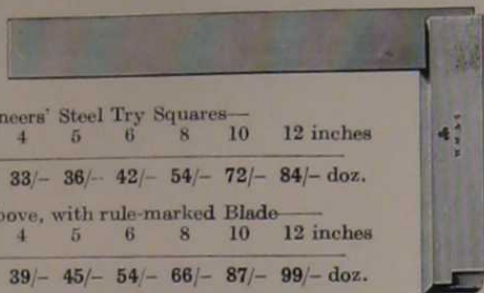 neers' Steel Try Squares—
4 5 6 8 10 12 inches
33/– 36/– 42/– 54/– 72/– 84/– doz.
bove, with rule-marked Blade—
4 5 6 8 10 12 inches
39/– 45/– 54/– 66/– 87/– 99/– doz.